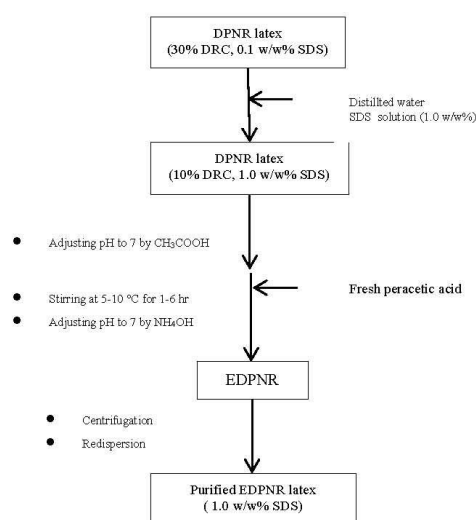 DPNR latex
(30% DRC, 0.1 w/w% SDS)
Distillted water
SDS solution (1.0 w/w%)
DPNR latex
(10% DRC, 1.0 w/w% SDS)
● Adjusting pH to 7 by CH₃COOH
Fresh peracetic acid
● Stirring at 5-10 °C for 1-6 hr
● Adjusting pH to 7 by NH₄OH
EDPNR
● Centrifugation
● Redispersion
Purified EDPNR latex
( 1.0 w/w% SDS)